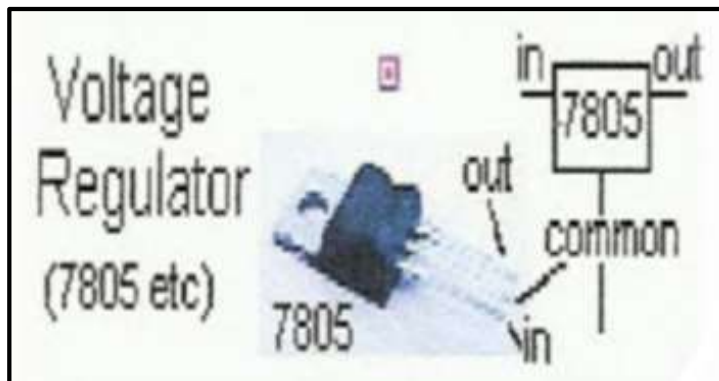 Voltage
Regulator
(7805 etc)
7805
out
in
in
out
7805
common